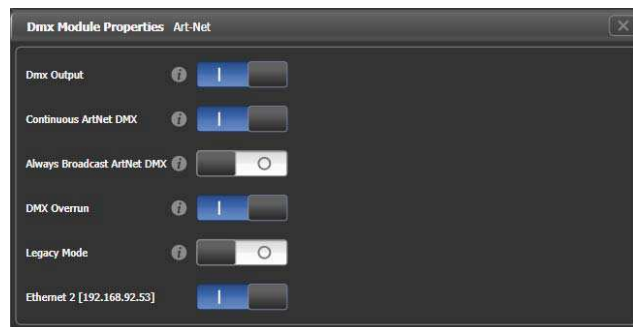 Dmx Module Properties Art-Net
Dmx Output
Continuous ArtNet DMX
Always Broadcast ArtNet DMX
DMX Overrun
Legacy Mode
Ethernet 2 [192.168.92.53]